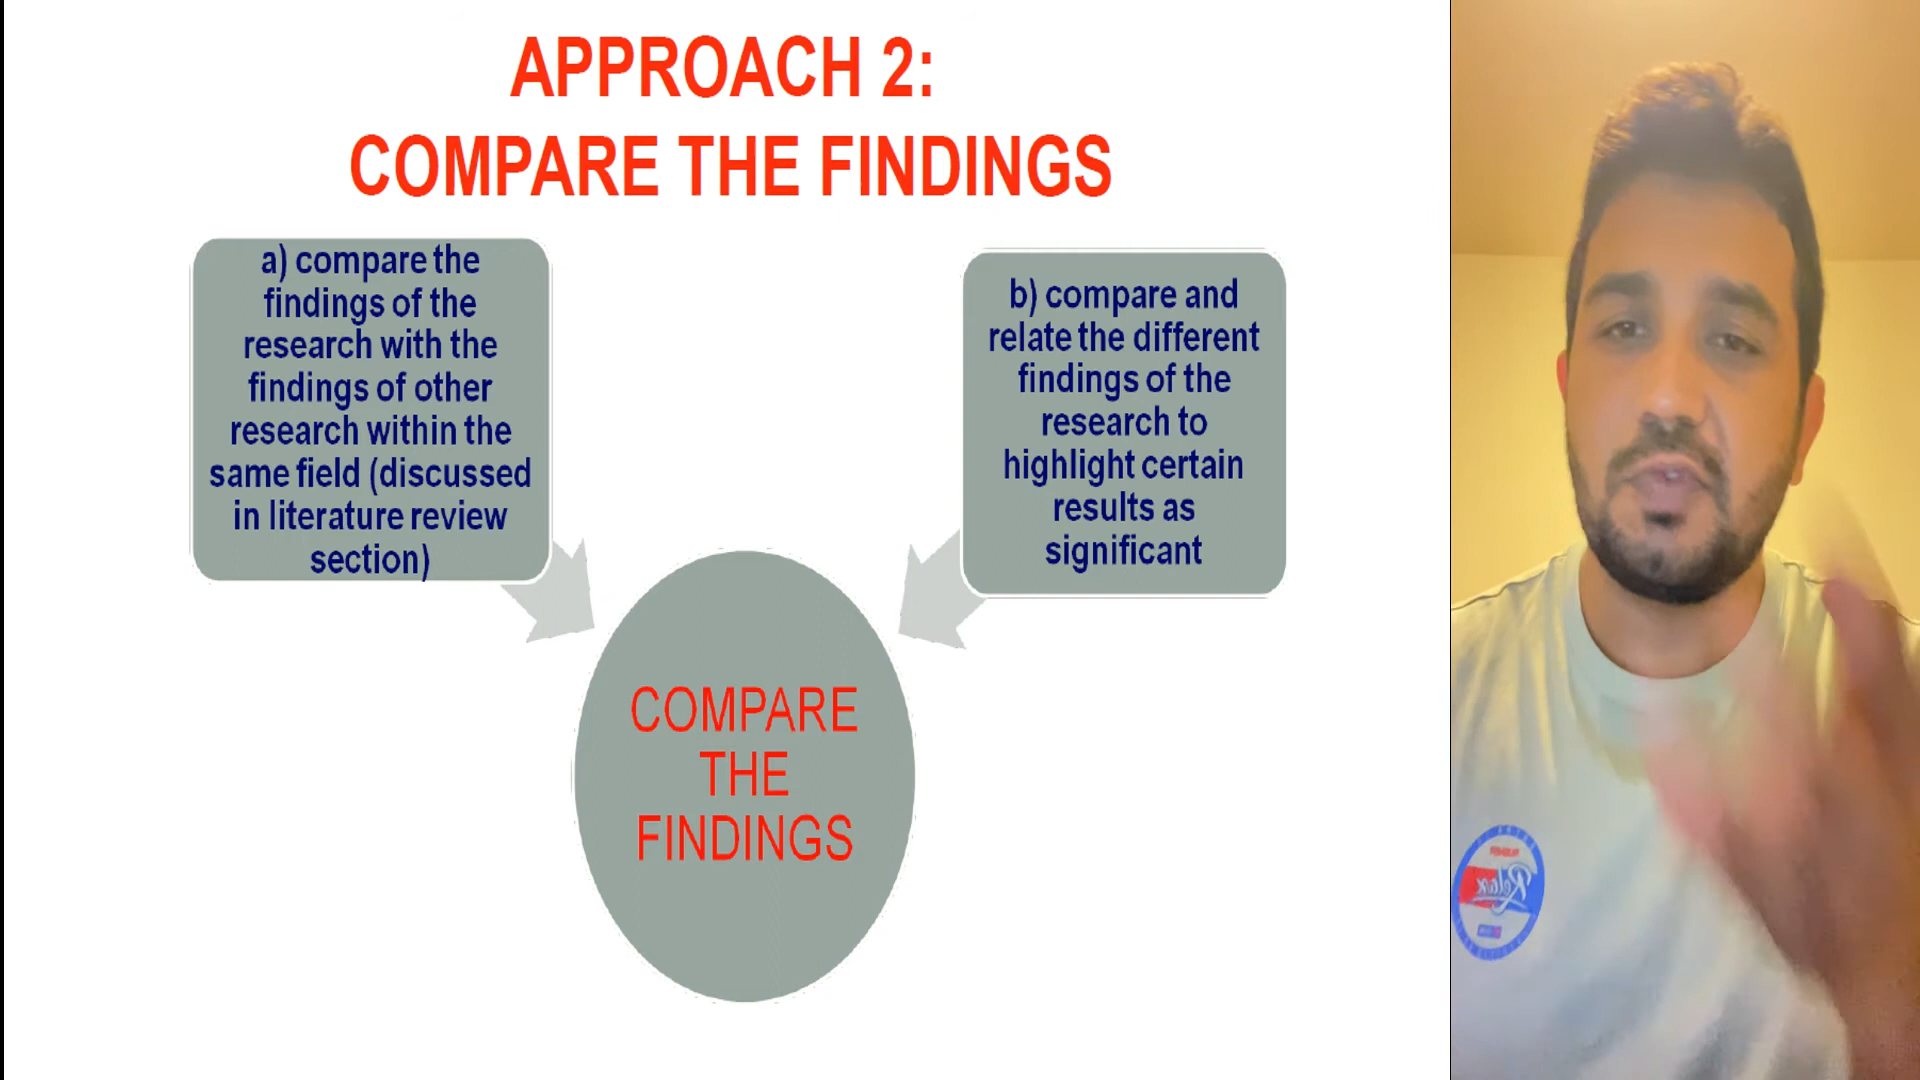 APPROACH 2:
COMPARE THE FINDINGS
a) compare the
findings of the
research with the
findings of other
research within the
same field (discussed
in literature review
section)
b) compare and
relate the different
findings of the
research to
highlight certain
results as
significant
COMPARE
THE
FINDINGS
Relax